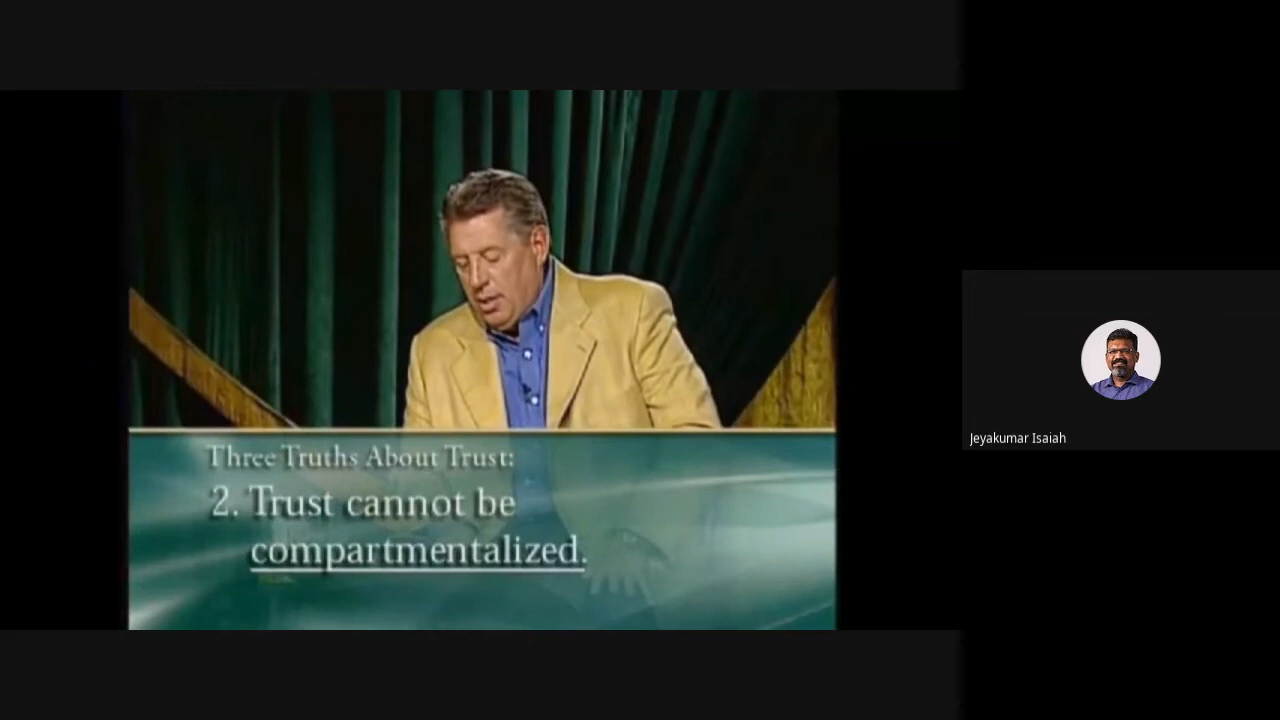 Three Truths About Trust:
2. Trust cannot be
compartmentalized.
Jeyakumar Isaiah